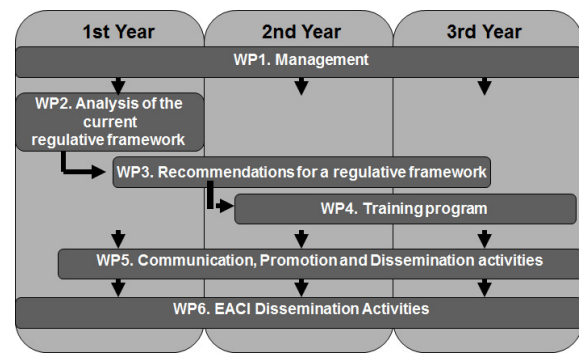 1st Year 2nd Year 3rd Year
WP1. Management
WP2. Analysis of the
current
regulative framework
WP3. Recommendations for a regulative framework
WP4. Training program
WP5. Communication, Promotion and Dissemination activities
WP6. EACI Dissemination Activities